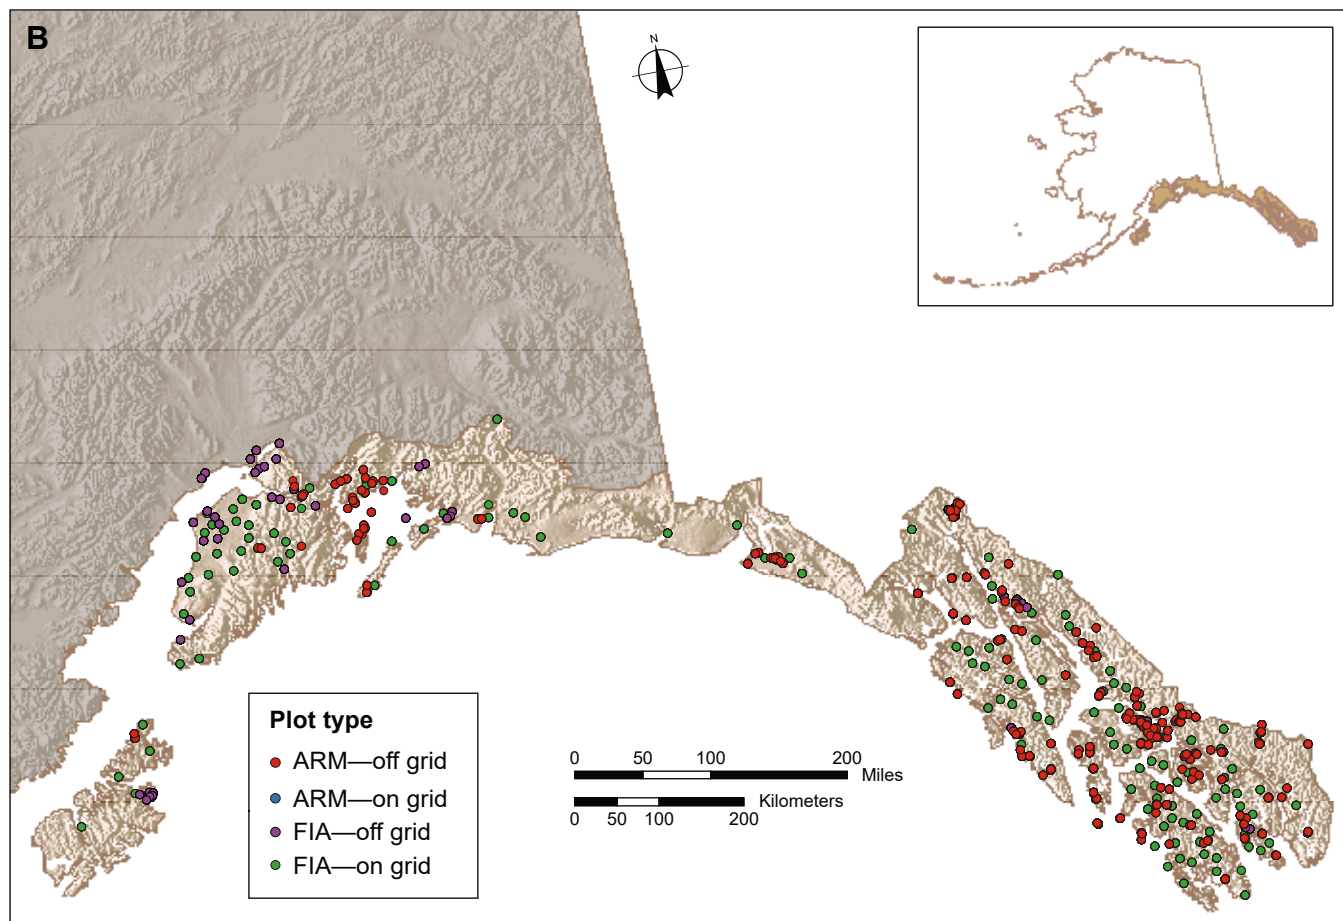 B
N
Plot type
ARM—off grid
ARM—on grid
FIA—off grid
FIA—on grid
0 50 100 200
Miles
Kilometers
0 50 100 200